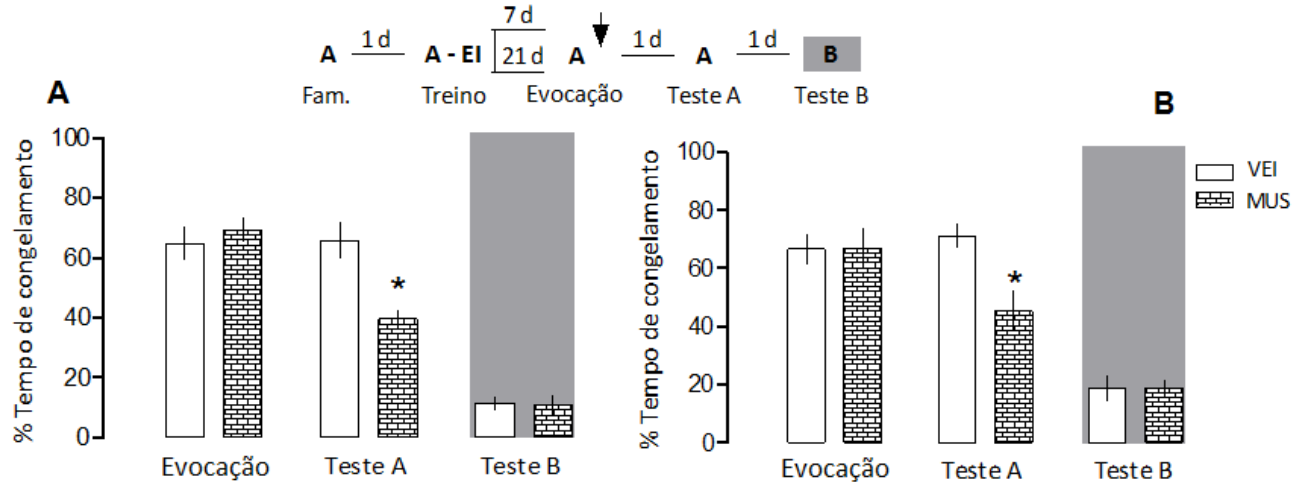 7 d
1 d 21 d 1 d 1 d
A A - EI A A B
Fam. Treino Evocação Teste A Teste B
A
% Tempo de congelamento
100
80
60
40
20
0
*
Evocação Teste A Teste B
B
% Tempo de congelamento
100
80
60
40
20
0
*
Evocação Teste A Teste B
VEI
MUS